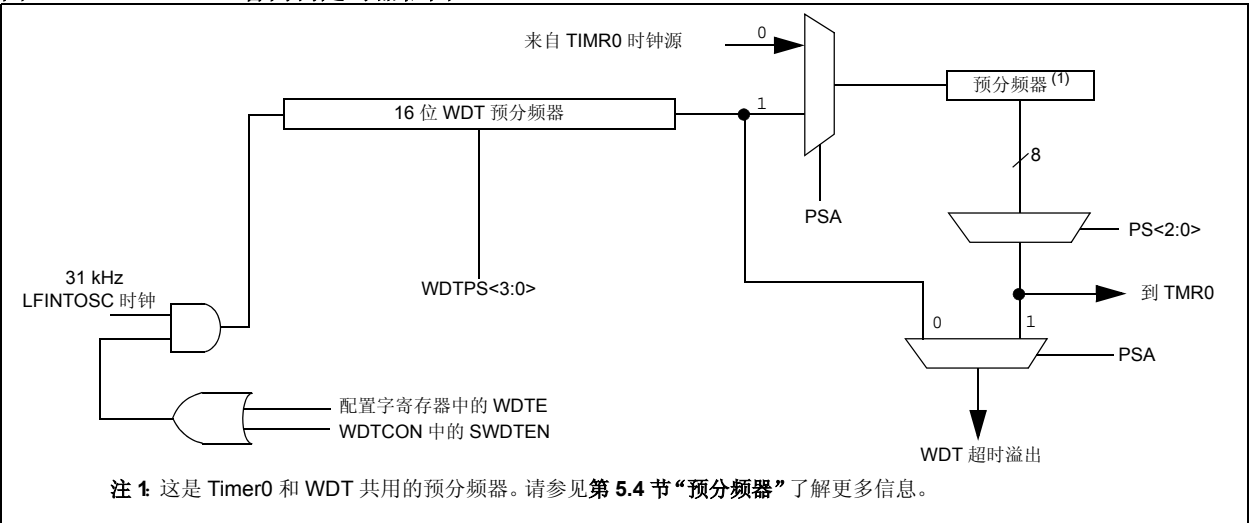 来自 TIMR0 时钟源
0
1
预分频器 (1)
16 位 WDT 预分频器
8
PSA
PS<2:0>
31 kHz
LFINTOSC 时钟
WDTPS<3:0>
到 TMR0
0
1
PSA
配置字寄存器中的 WDTE
WDTCON 中的 SWDTEN
WDT 超时溢出
注 1: 这是 Timer0 和 WDT 共用的预分频器。请参见第 5.4 节“预分频器”了解更多信息。